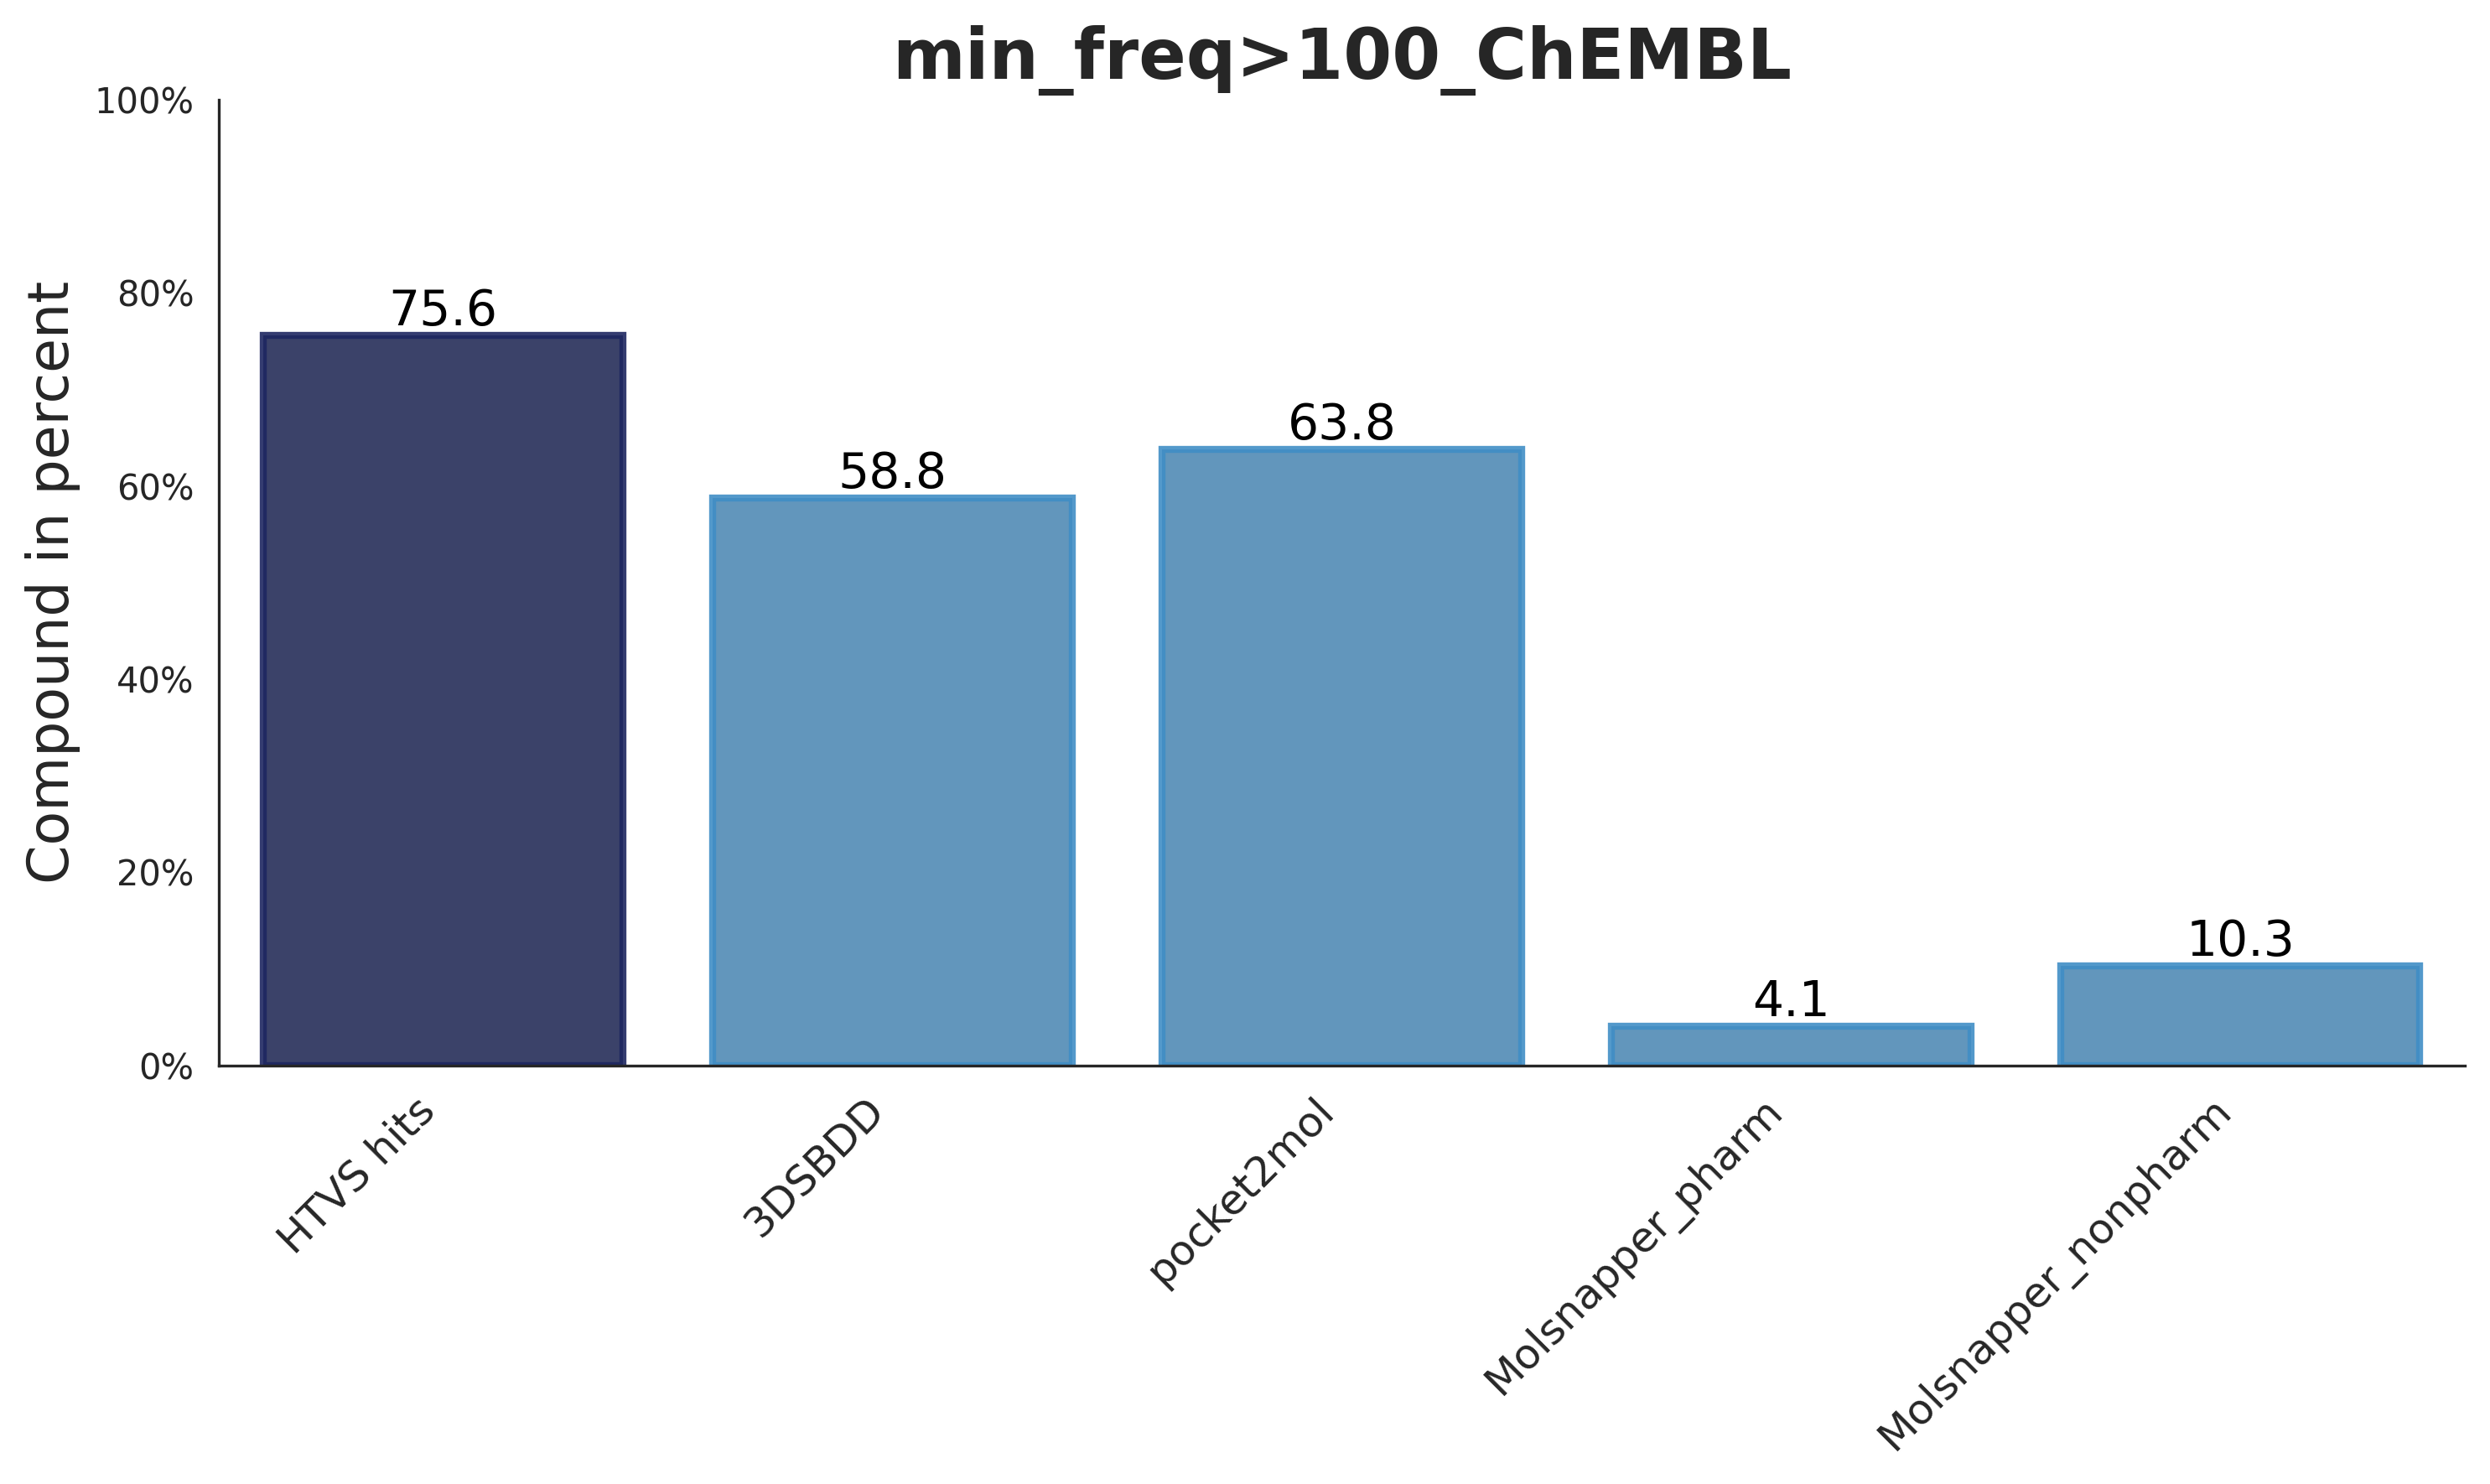 min_freq>100_ChEMBL
Compound in percent
100%
80%
60%
40%
20%
0%
75.6
58.8
63.8
4.1
10.3
HTVS hits
3DSBDD
pocket2mol
Molsnapper_pharm
Molsnapper_nonpharm